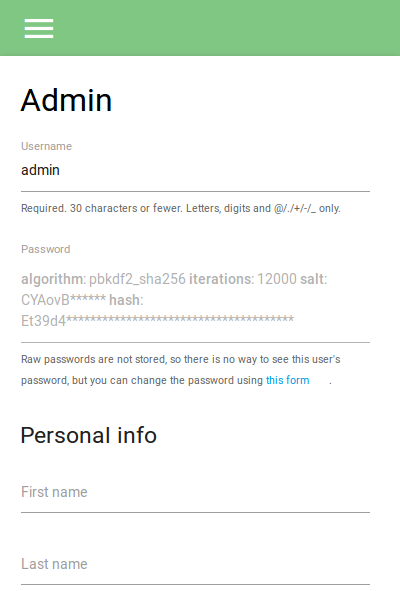 Admin
Username
admin
Required. 30 characters or fewer. Letters, digits and @/./+/-/_ only.
Password
algorithm: pbkdf2_sha256 iterations: 12000 salt:
CYAovB****** hash:
Et39d4**************************************
Raw passwords are not stored, so there is no way to see this user's
password, but you can change the password using this form .
Personal info
First name
Last name